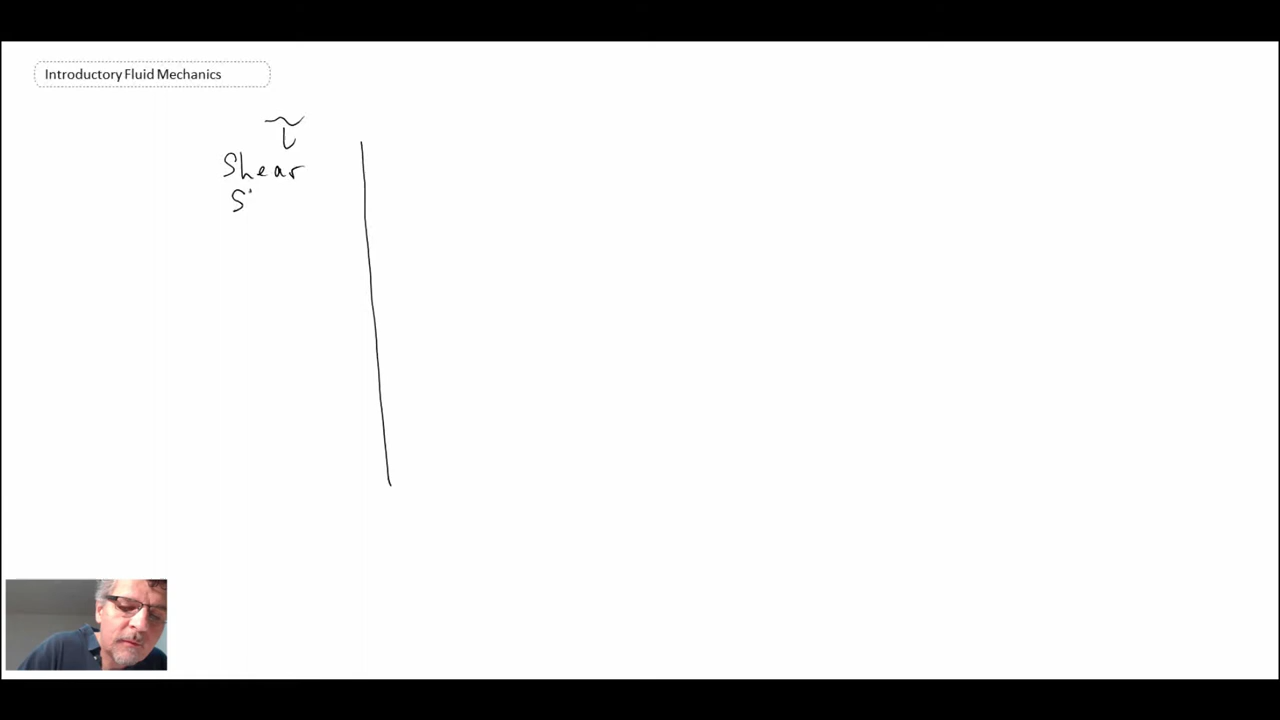 Introductory Fluid Mechanics
τ
Shear
S